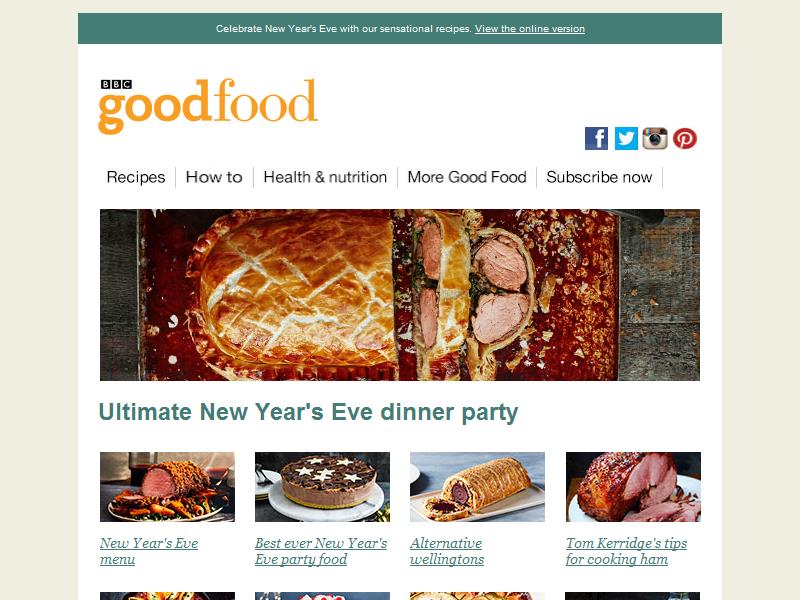 Celebrate New Year's Eve with our sensational recipes. View the online version
BBC
goodfood
Recipes
How to
Health & nutrition
More Good Food
Subscribe now
Ultimate New Year's Eve dinner party
New Year's Eve
menu
Best ever New Year's
Eve party food
Alternative
wellingtons
Tom Kerridge's tips
for cooking ham